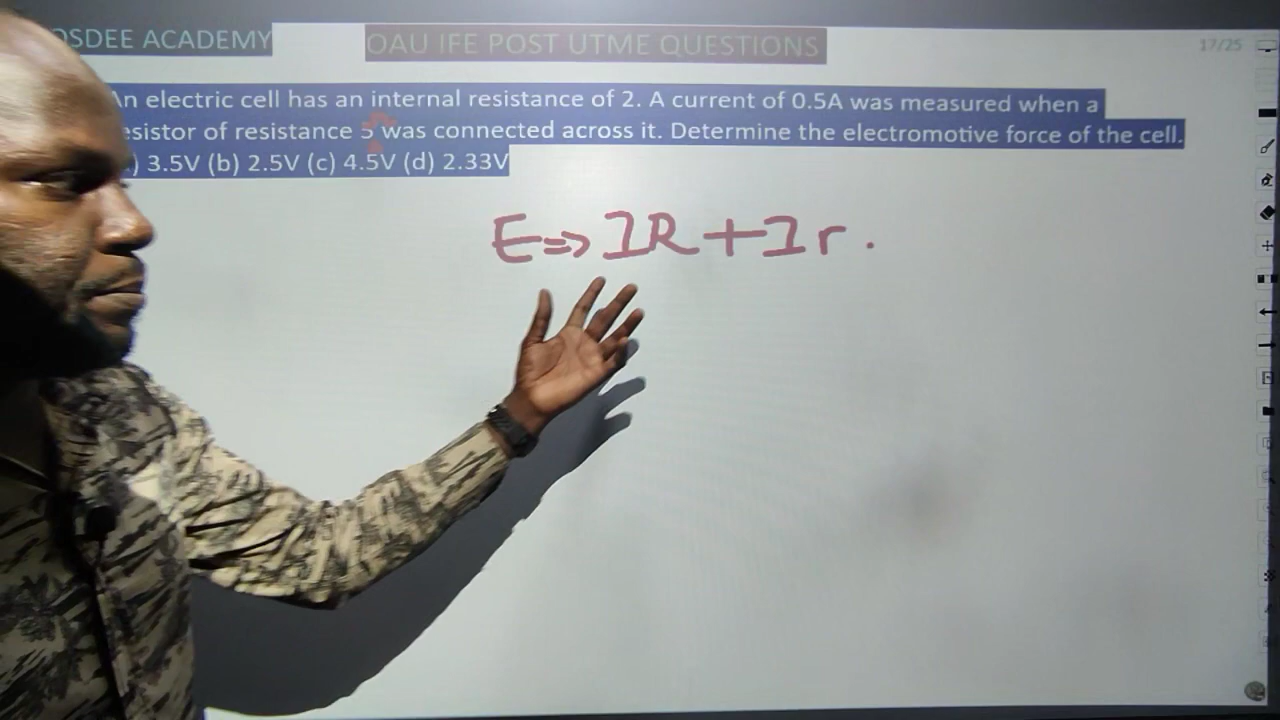 OSDEE ACADEMY
OAU IFE POST UTME QUESTIONS
17/25
An electric cell has an internal resistance of 2. A current of 0.5A was measured when a
esistor of resistance 5 was connected across it. Determine the electromotive force of the cell.
) 3.5V (b) 2.5V (c) 4.5V (d) 2.33V
E => IR + Ir.